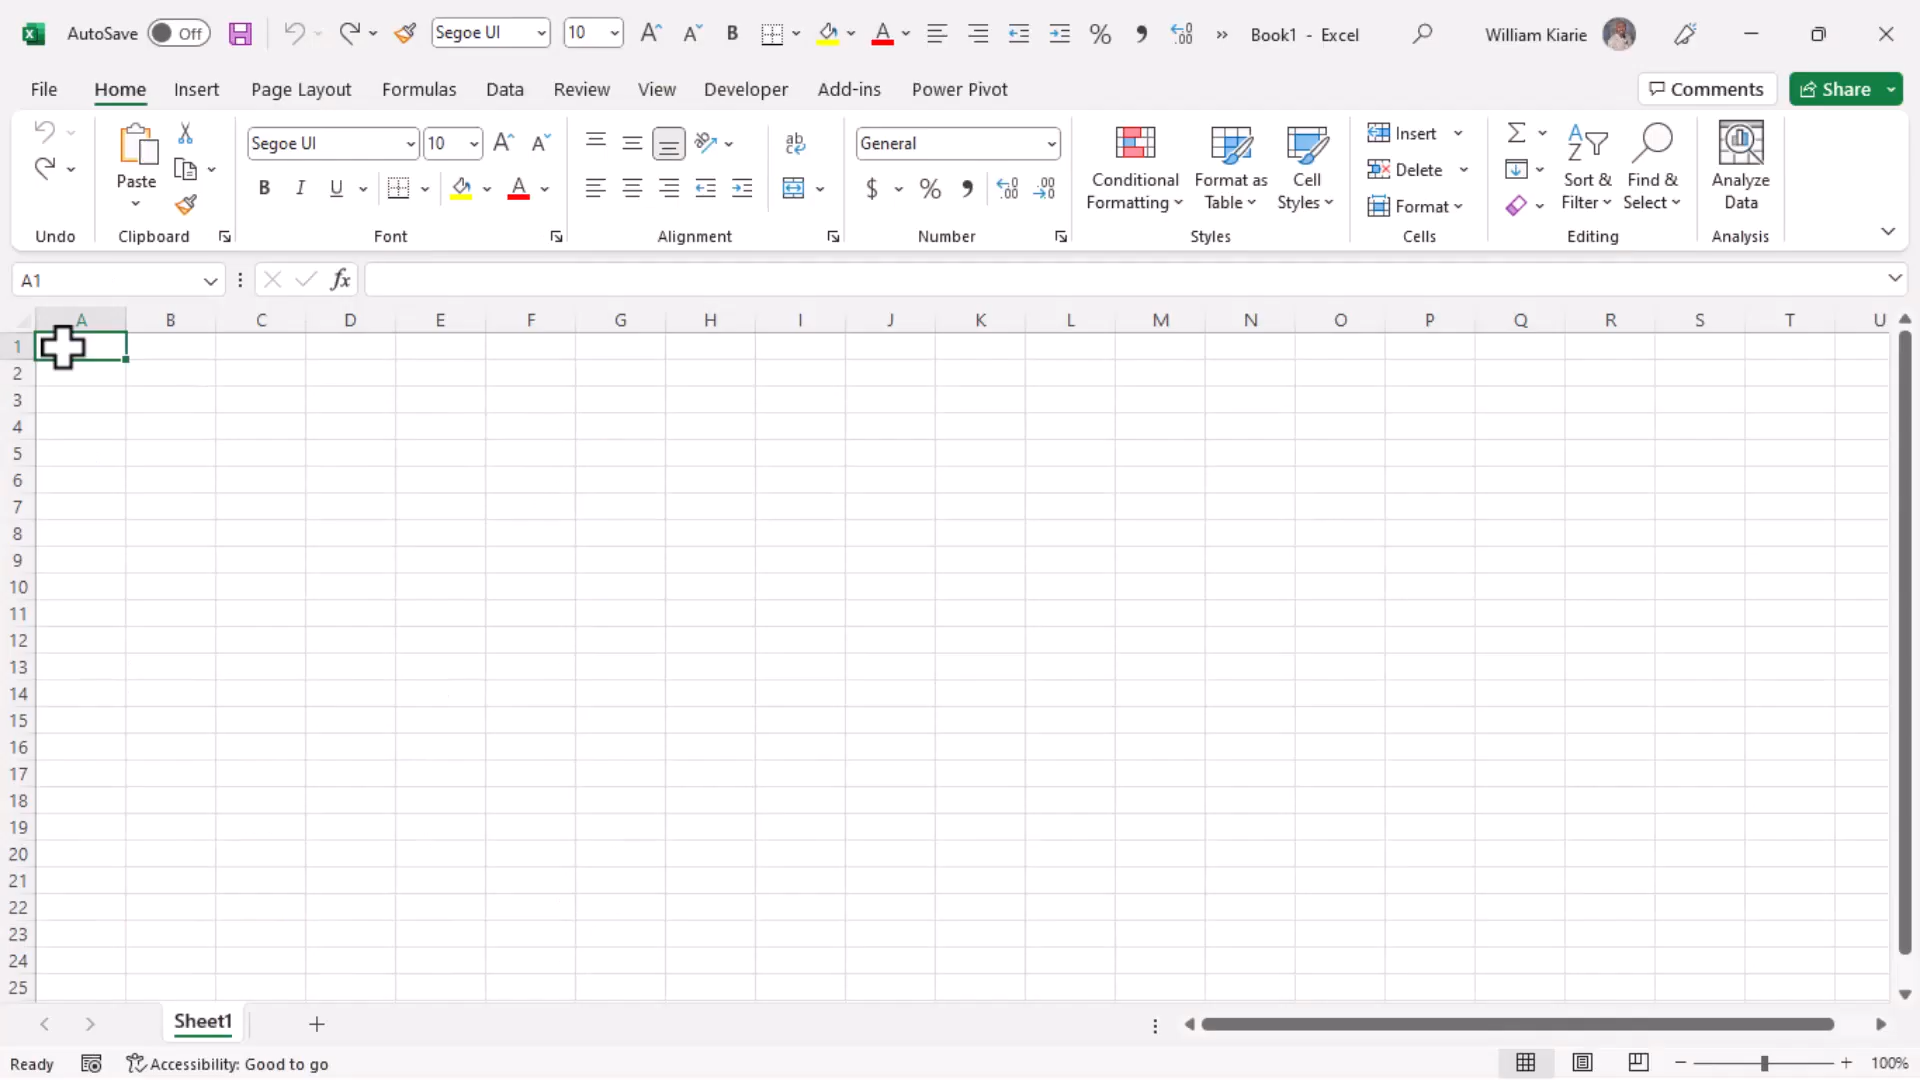 AutoSave Off Segoe UI 10 A A B A % Book1 - Excel William Kiarie
File Home Insert Page Layout Formulas Data Review View Developer Add-ins Power Pivot Comments Share
Segoe UI 10 A A ab General Insert
Paste Conditional Formatting Format as Table Cell Styles Delete Sort & Filter Find & Select Analyze Data
B I U A $ % Format
Undo Clipboard Font Alignment Number Styles Cells Editing Analysis
A1 fx
A B C D E F G H I J K L M N O P Q R S T U
1
2
3
4
5
6
7
8
9
10
11
12
13
14
15
16
17
18
19
20
21
22
23
24
25
Sheet1
Ready Accessibility: Good to go 100%